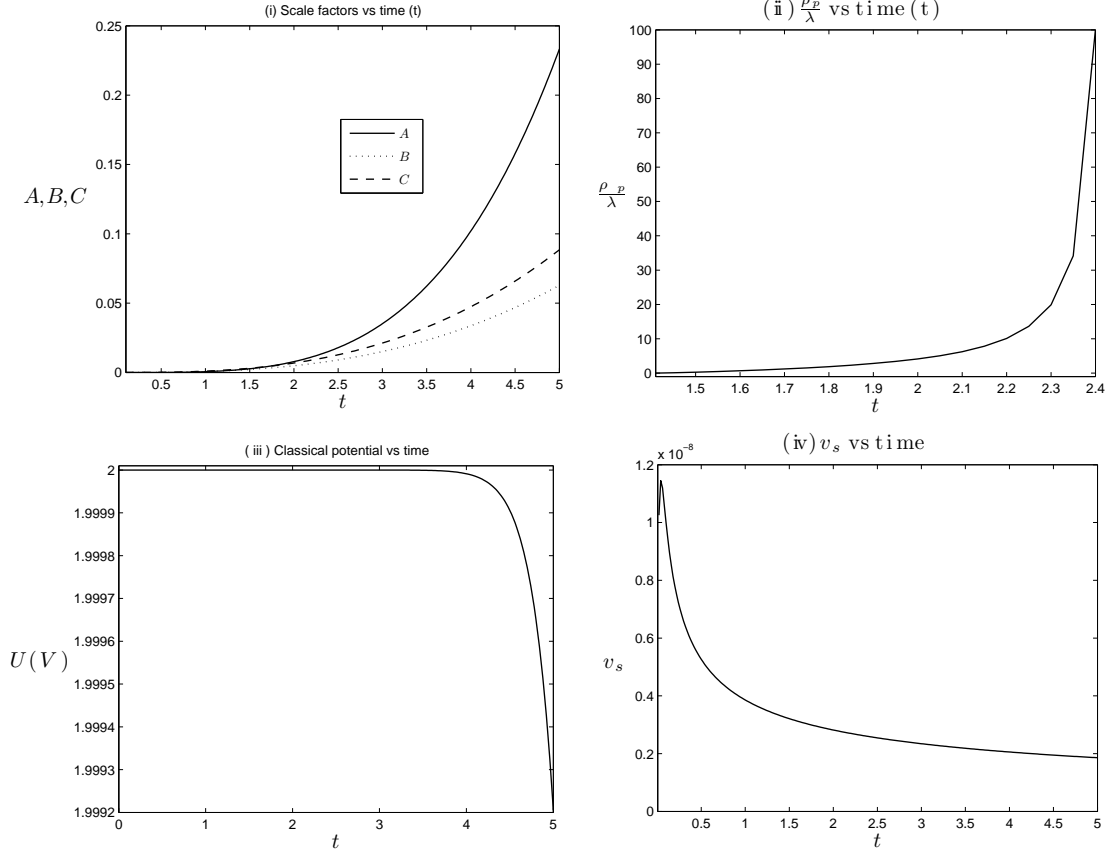 (i) Scale factors vs time (t)
0.25
0.2
0.15
0.1
0.05
0
A
B
C
A,B,C
0.5 1 1.5 2 2.5 3 3.5 4 4.5 5
t
(ii) ρ_p/λ vs time (t)
100
90
80
70
60
50
40
30
20
10
0
ρ_p/λ
1.5 1.6 1.7 1.8 1.9 2 2.1 2.2 2.3 2.4
t
(iii) Classical potential vs time
2
1.9999
1.9998
1.9997
1.9996
1.9995
1.9994
1.9993
1.9992
U(V)
0 1 2 3 4 5
t
(iv) v_s vs time
x 10⁻⁸
1.2
1
0.8
0.6
0.4
0.2
0
v_s
0.5 1 1.5 2 2.5 3 3.5 4 4.5 5
t